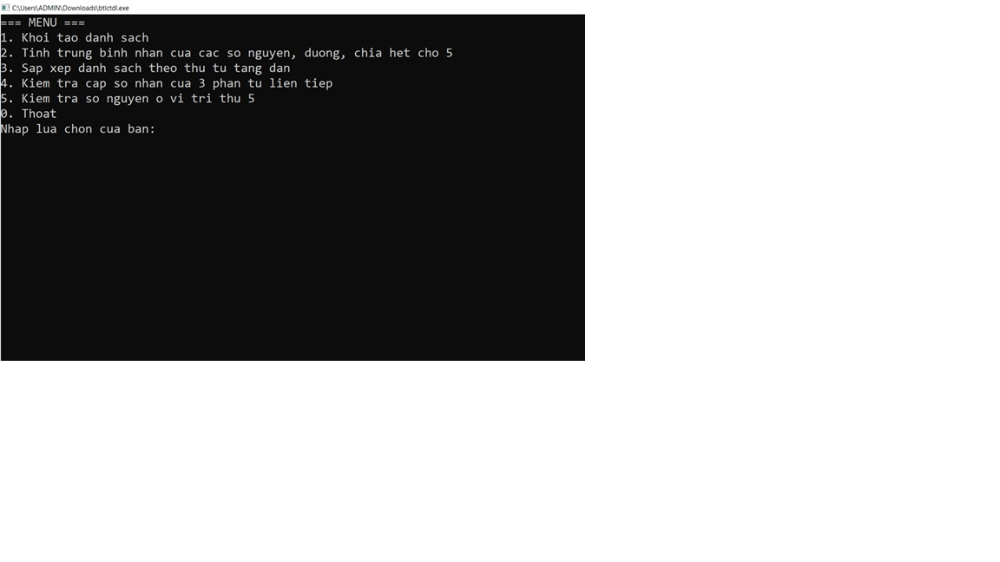 C:\Users\ADMIN\Downloads\btlctdl.exe
=== MENU ===
1. Khoi tao danh sach
2. Tinh trung binh nhan cua cac so nguyen, duong, chia het cho 5
3. Sap xep danh sach theo thu tu tang dan
4. Kiem tra cap so nhan cua 3 phan tu lien tiep
5. Kiem tra so nguyen o vi tri thu 5
0. Thoat
Nhap lua chon cua ban: